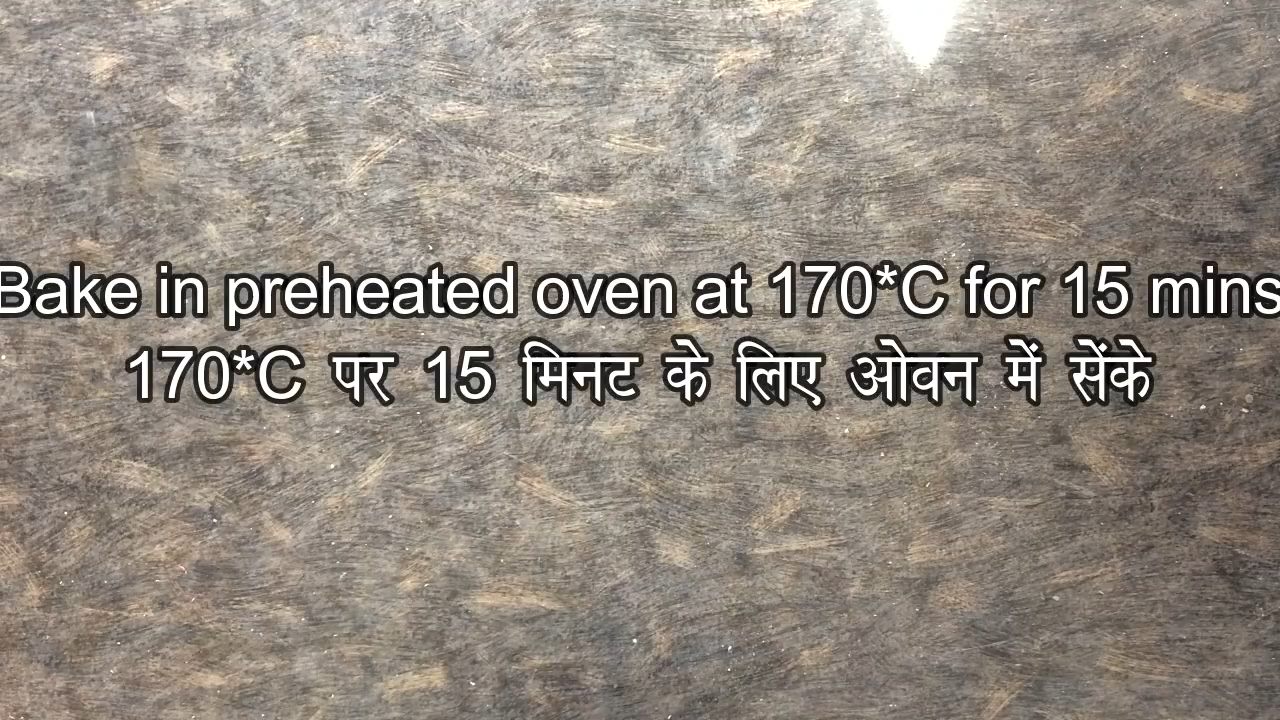 Bake in preheated oven at 170*C for 15 mins
170*C पर 15 मिनट के लिए ओवन में सेंके